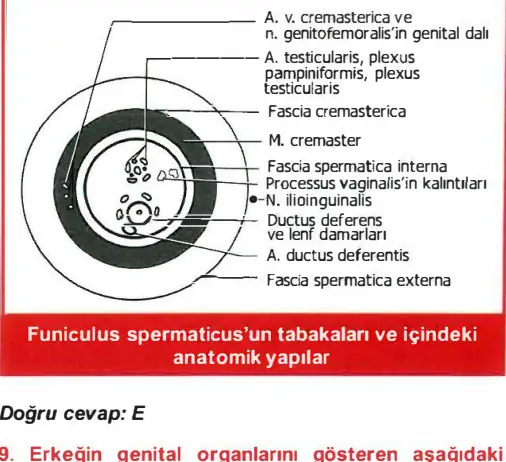 A. v. cremasterica ve
n. genitofemoralis'in genital dalı
A. testicularis, plexus
pampiniformis, plexus
testicularis
Fascia cremasterica
M. cremaster
Fascia spermatica interna
Processus vaginalis'in kalıntıları
N. ilioinguinalis
Ductus deferens
ve lenf damarları
A. ductus deferentis
Fascia spermatica externa
Funiculus spermaticus'un tabakaları ve içindeki
anatomik yapılar
Doğru cevap: E
9. Erkeğin genital organlarını gösteren aşağıdaki